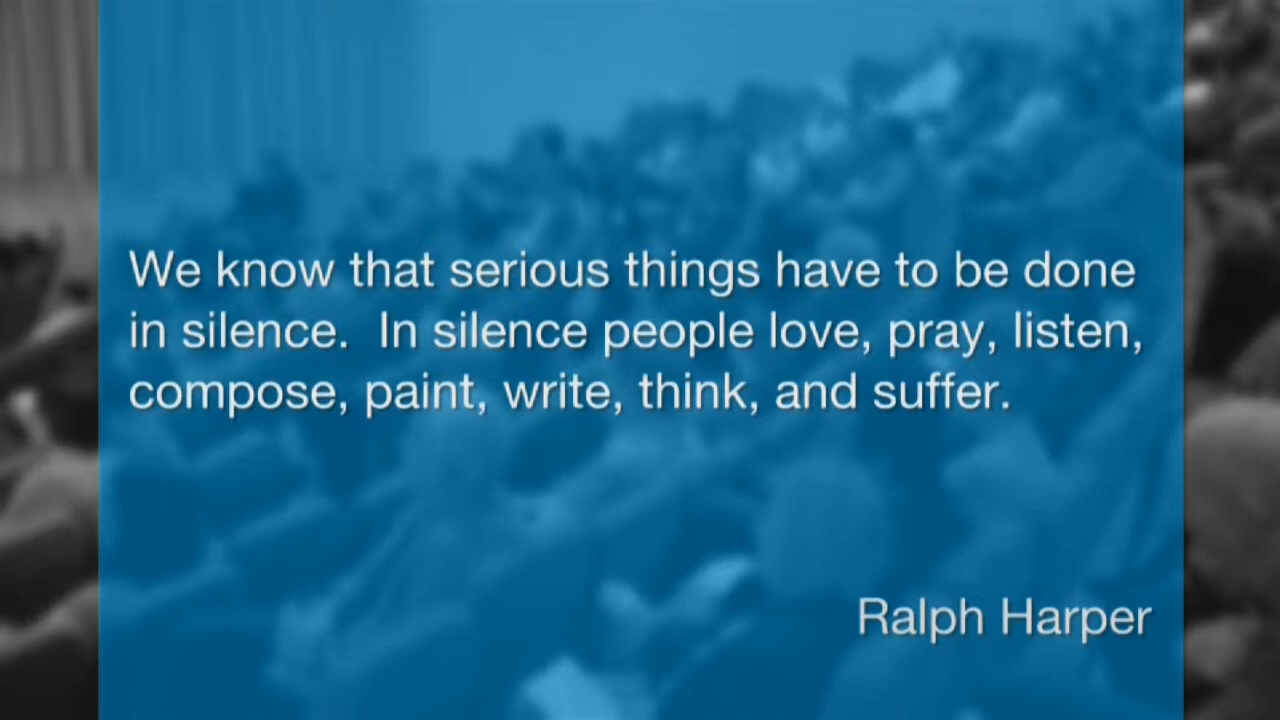 We know that serious things have to be done
in silence.  In silence people love, pray, listen,
compose, paint, write, think, and suffer.
Ralph Harper